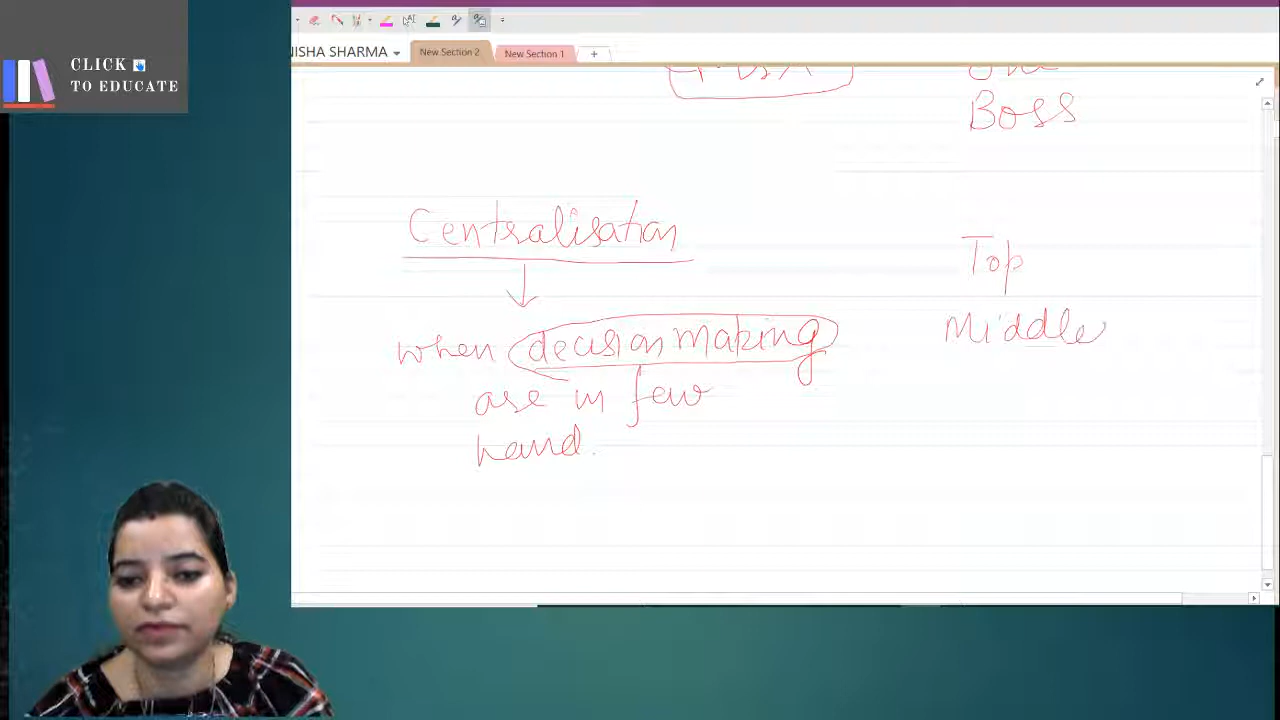 CLICK
TO EDUCATE
NISHA SHARMA
New Section 2
New Section 1
Boss
Centralisation
Top
when decision making
Middle
are in few
hand.